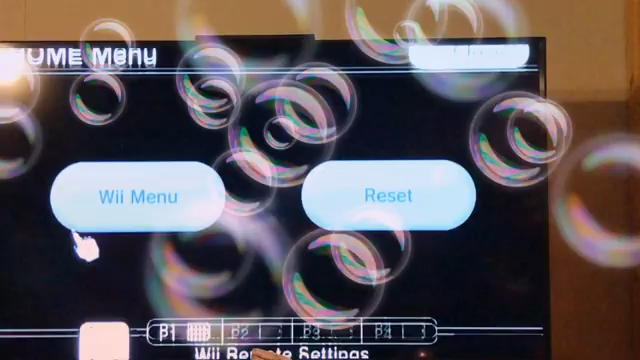 HOME Menu
Wii Menu
Reset
P1 P2 P3 P4
Wii Remote Settings